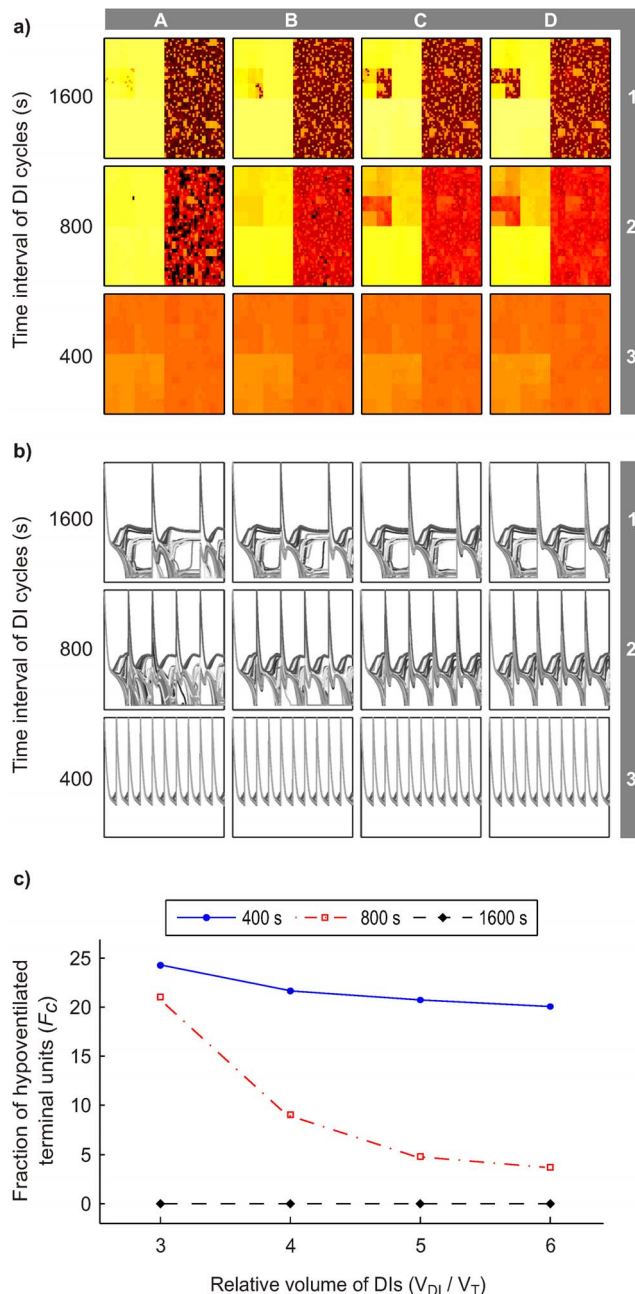 a)
A B C D
Time interval of DI cycles (s)
1600 1
800 2
400 3
b)
Time interval of DI cycles (s)
1600 1
800 2
400 3
c)
400 s 800 s 1600 s
Fraction of hypoventilated
terminal units (Fc)
25
20
15
10
5
0
3 4 5 6
Relative volume of DIs (VDI / VT)